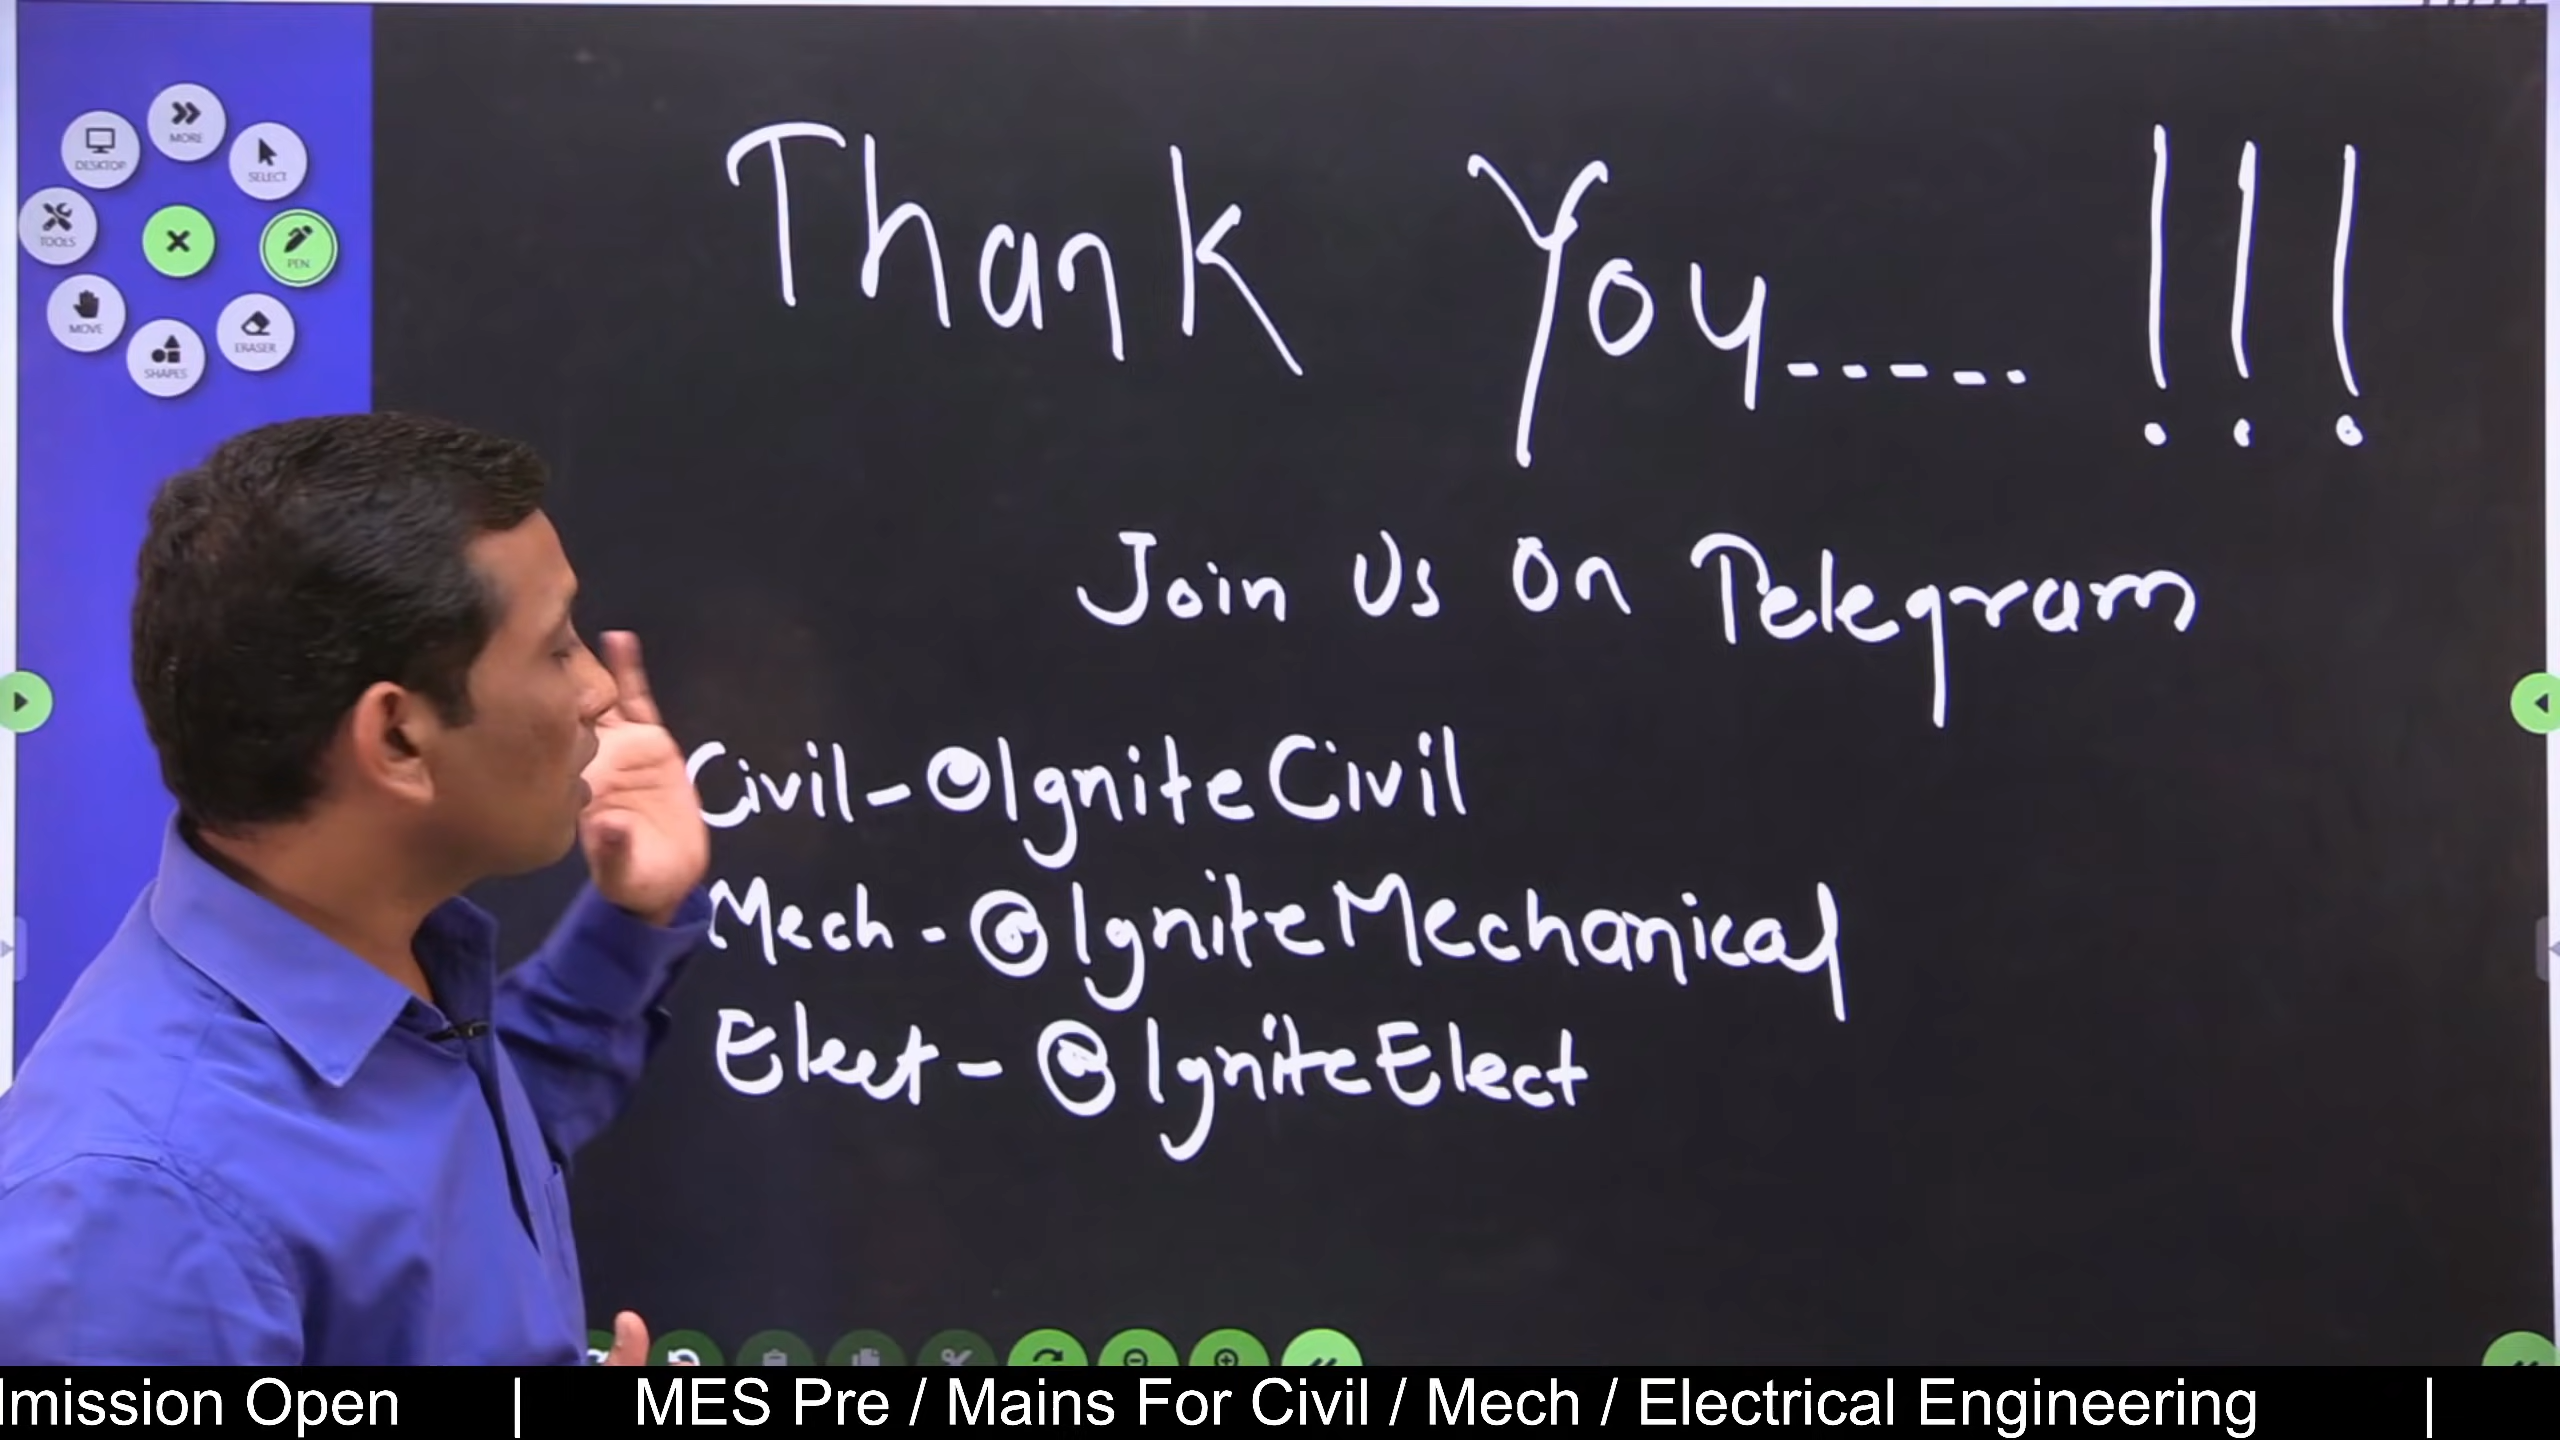 MORE
DESKTOP
SELECT
TOOLS
PEN
MOVE
ERASER
SHAPES
Thank You----- !!!
Join Us On Telegram
Civil-@IgniteCivil
Mech-@IgniteMechanical
Elect-@IgniteElect
dmission Open | MES Pre / Mains For Civil / Mech / Electrical Engineering |